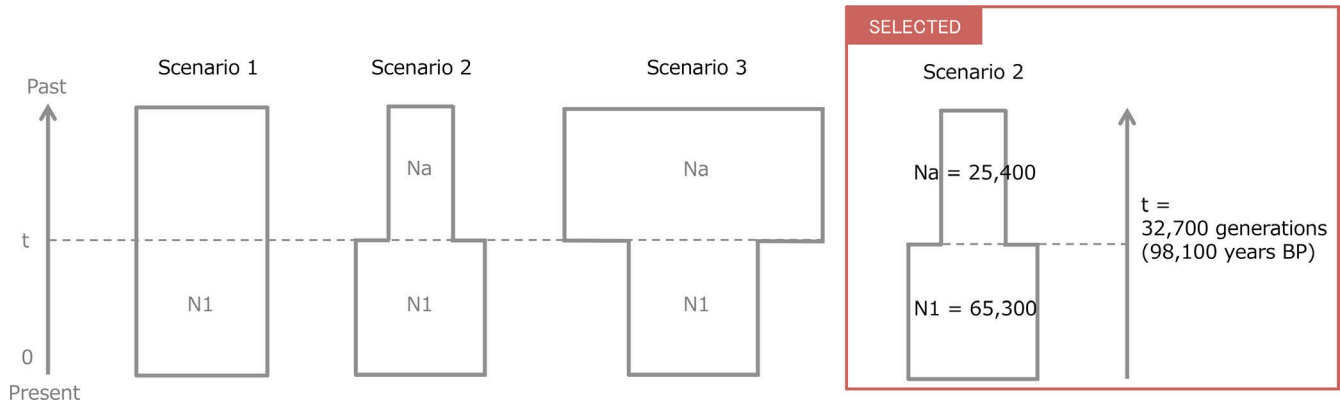 SELECTED
Scenario 1
Scenario 2
Scenario 3
Scenario 2
Past
Na
Na
Na = 25,400
t
t =
32,700 generations
(98,100 years BP)
N1
N1
N1
N1 = 65,300
0
Present